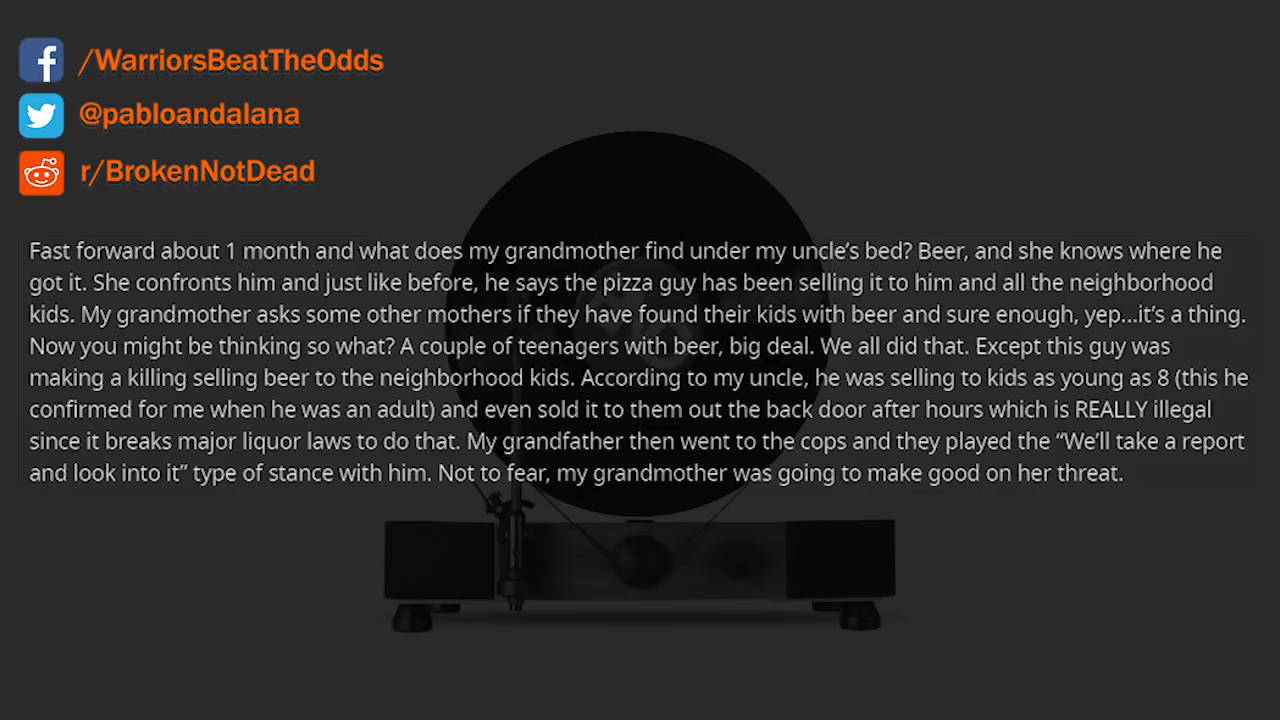 /WarriorsBeatTheOdds
@pabloandalana
r/BrokenNotDead
Fast forward about 1 month and what does my grandmother find under my uncle’s bed? Beer, and she knows where he
got it. She confronts him and just like before, he says the pizza guy has been selling it to him and all the neighborhood
kids. My grandmother asks some other mothers if they have found their kids with beer and sure enough, yep...it’s a thing.
Now you might be thinking so what? A couple of teenagers with beer, big deal. We all did that. Except this guy was
making a killing selling beer to the neighborhood kids. According to my uncle, he was selling to kids as young as 8 (this he
confirmed for me when he was an adult) and even sold it to them out the back door after hours which is REALLY illegal
since it breaks major liquor laws to do that. My grandfather then went to the cops and they played the “We’ll take a report
and look into it” type of stance with him. Not to fear, my grandmother was going to make good on her threat.